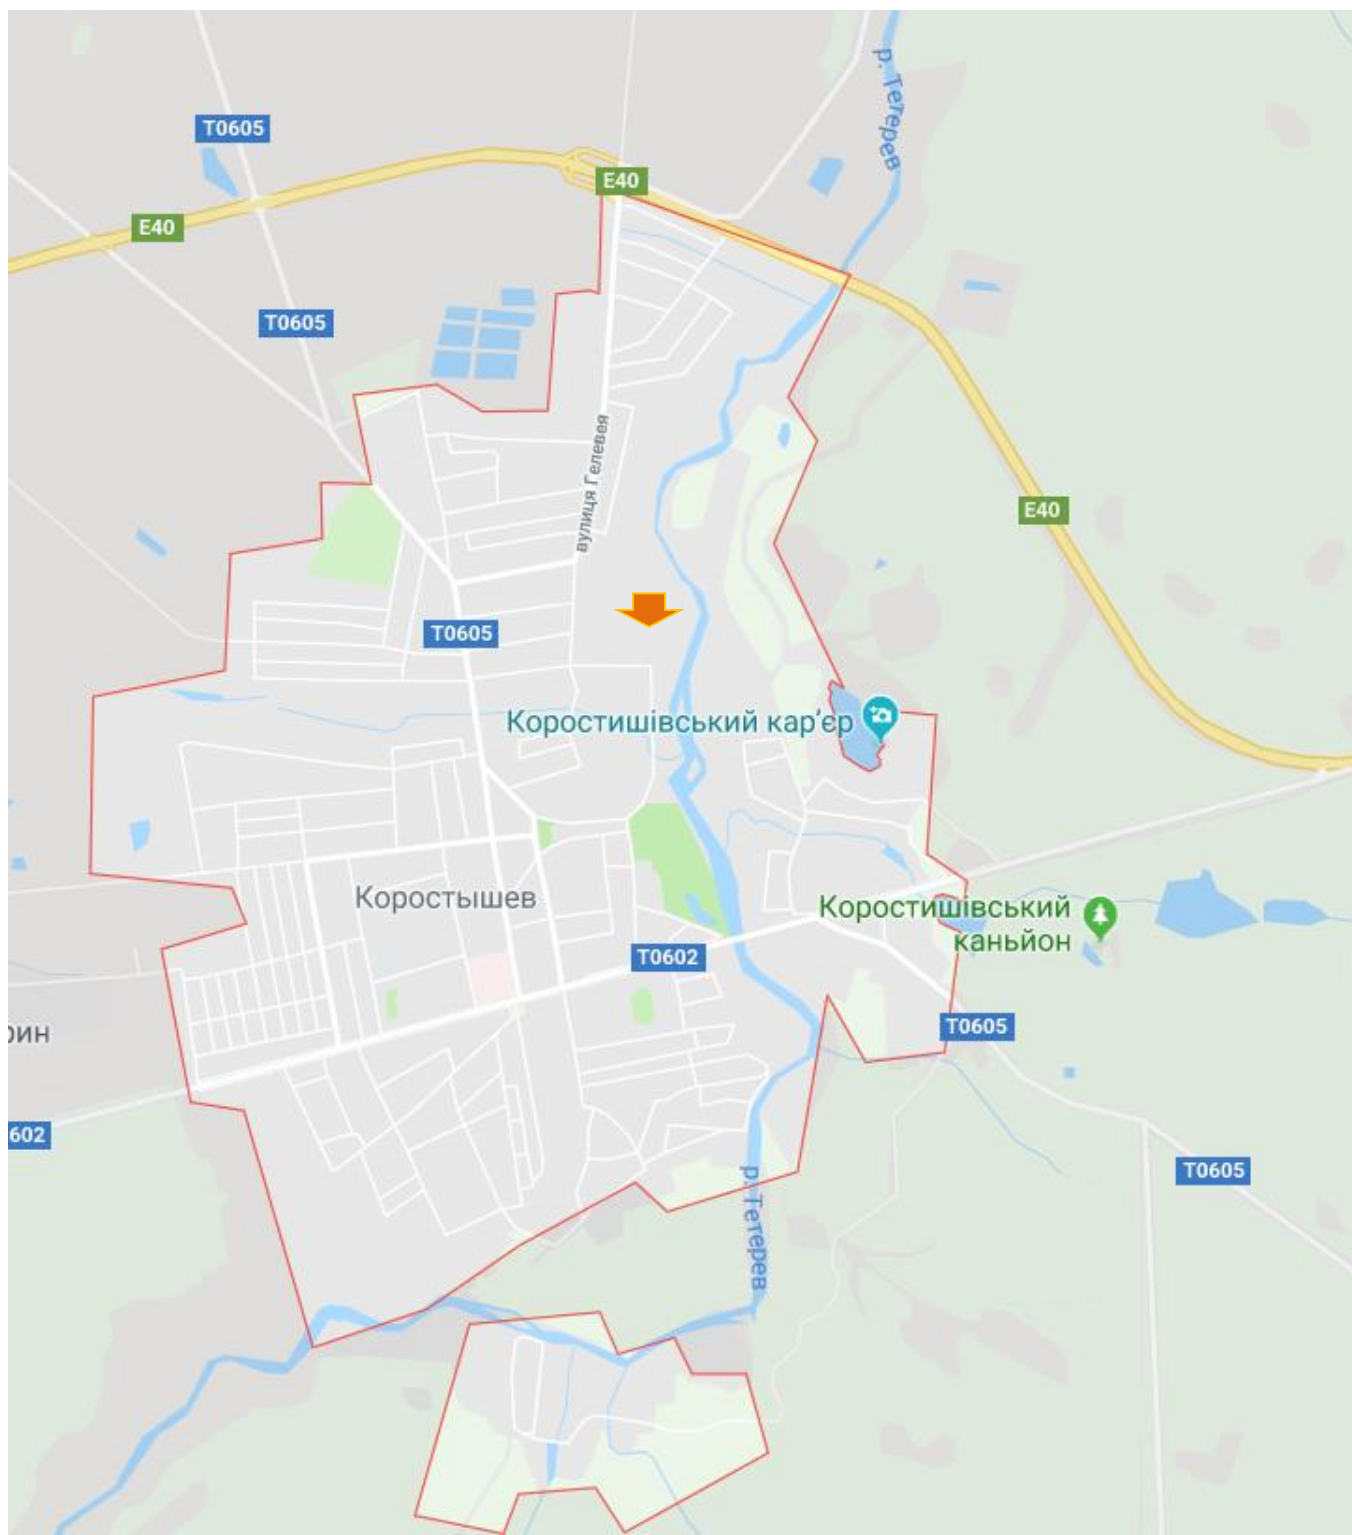 р. Тетерев
T0605
E40
E40
T0605
вулиця Гелевея
E40
T0605
Коростишівський кар'єр
Коростышев
Коростишівський
каньйон
T0602
T0605
рин
602
T0605
р. Тетерев